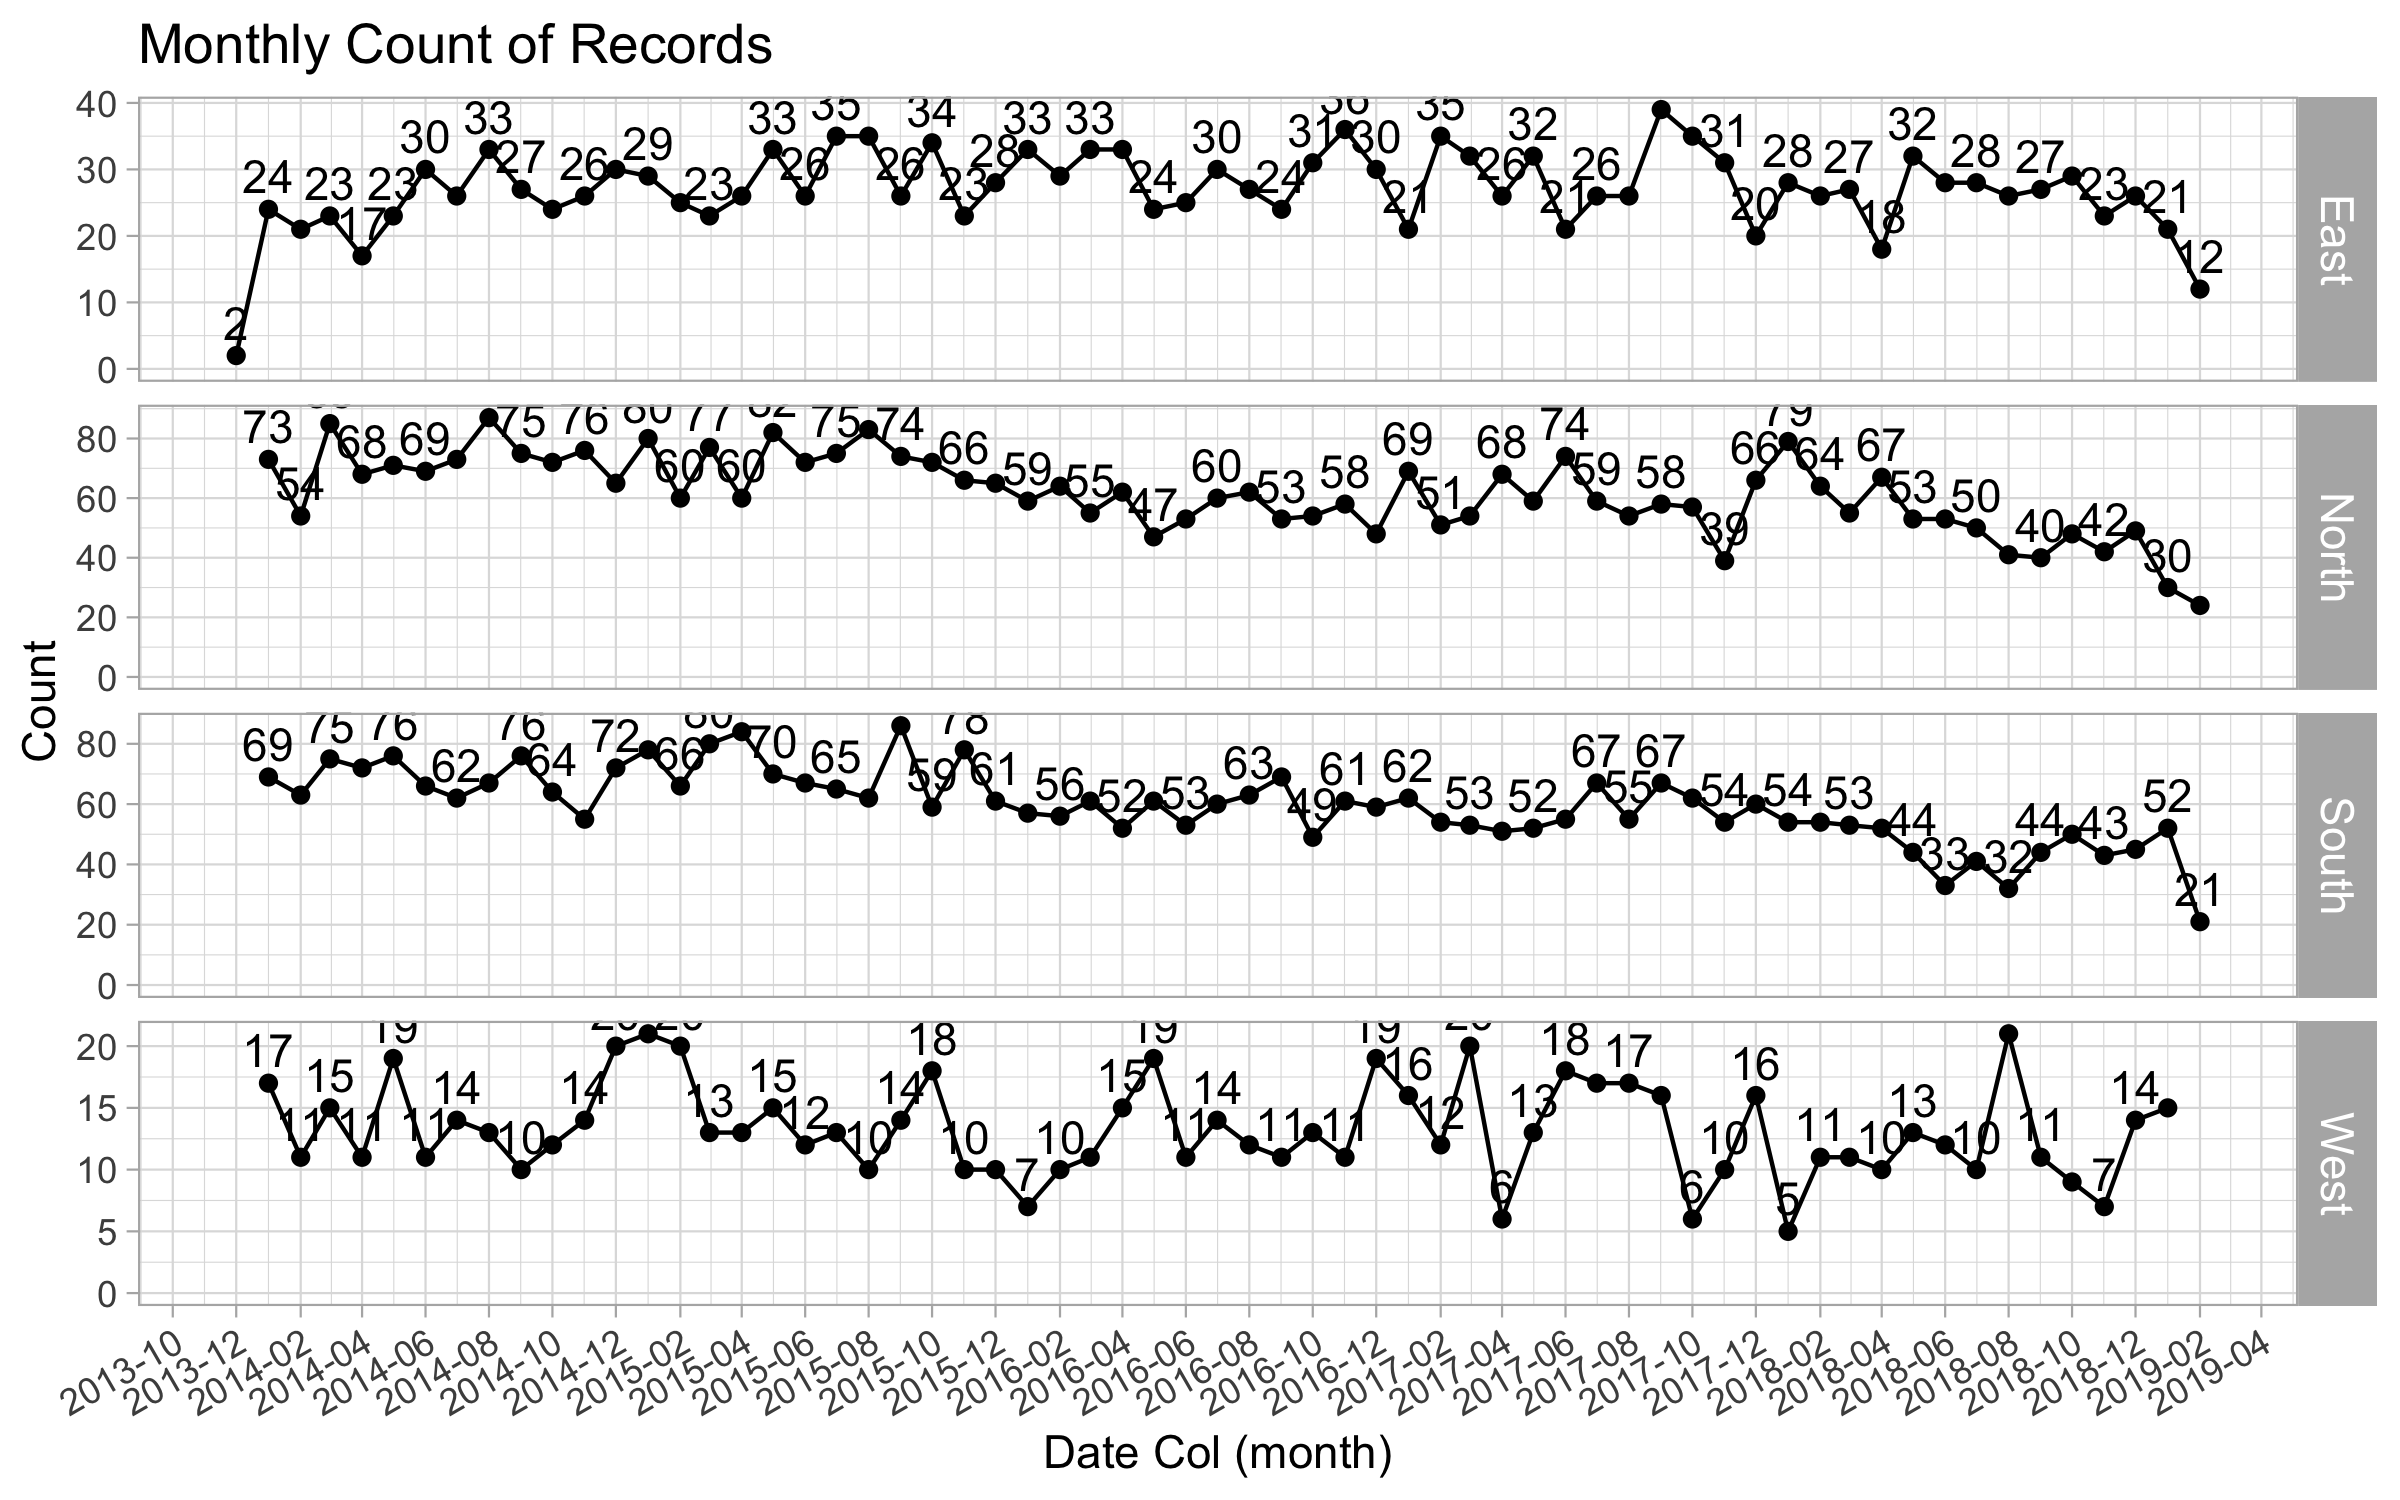 Monthly Count of Records
Count
40
30
20
10
0
2 24 23 17 23 30 33 27 26 29 23 33 26 35 26 34 23 28 33 33 24 30 24 31 36 30 21 35 26 32 21 26 31 20 28 27 18 32 28 27 23 21 12
East
80
60
40
20
0
73 54 68 69 75 76 60 77 60 82 75 74 66 59 55 47 60 53 58 69 51 68 74 59 58 39 66 79 64 67 53 50 40 42 30
North
80
60
40
20
0
69 75 76 62 76 64 72 66 80 70 65 59 78 61 56 52 53 63 49 61 62 53 52 67 55 67 54 54 53 44 33 32 44 43 52 21
South
20
15
10
5
0
17 11 15 11 19 11 14 10 14 20 20 13 15 12 10 14 18 10 7 10 15 19 11 14 11 11 19 16 12 20 6 13 18 17 6 10 16 5 11 10 13 10 11 7 14
West
2013-10 2013-12 2014-02 2014-04 2014-06 2014-08 2014-10 2014-12 2015-02 2015-04 2015-06 2015-08 2015-10 2015-12 2016-02 2016-04 2016-06 2016-08 2016-10 2016-12 2017-02 2017-04 2017-06 2017-08 2017-10 2017-12 2018-02 2018-04 2018-06 2018-08 2018-10 2018-12 2019-02 2019-04
Date Col (month)